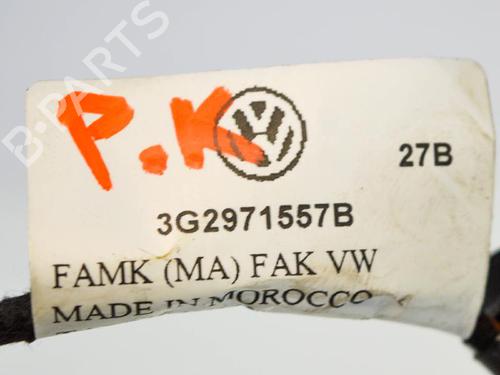 B-PARTS
P.K
27B
3G2971557B
FAMK (MA) FAK VW
MADE IN MOROCCO